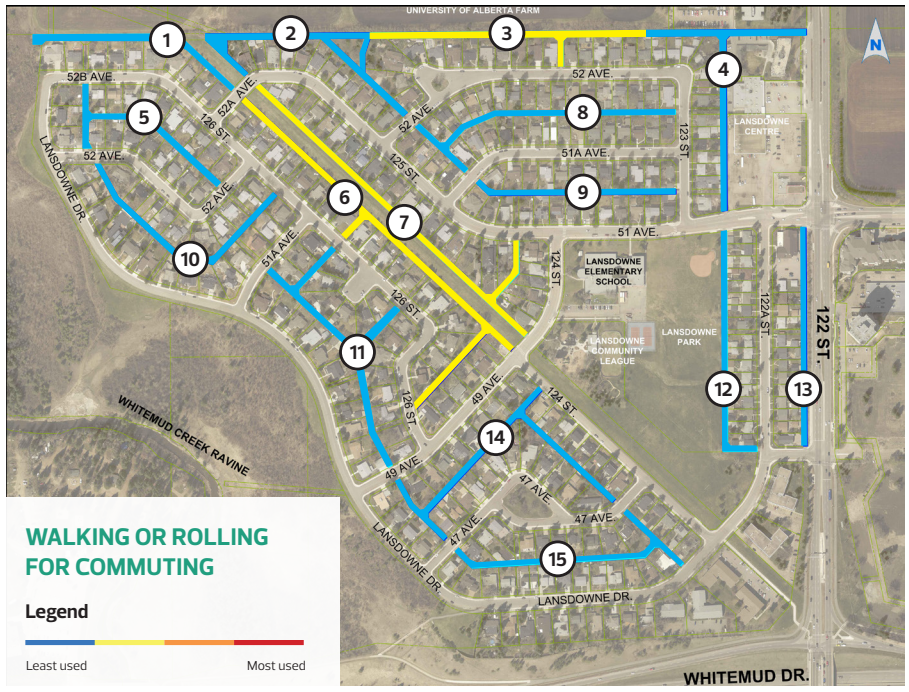 UNIVERSITY OF ALBERTA FARM
N
1
2
3
4
52B AVE.
52A AVE.
52 AVE.
5
126 ST.
52 AVE.
8
123 ST.
LANSDOWNE
CENTRE
LANSDOWNE DR.
52 AVE.
125 ST.
51A AVE.
52 AVE.
6
7
9
10
51A AVE.
51 AVE.
124 ST.
LANSDOWNE
ELEMENTARY
SCHOOL
126 ST.
122A ST.
122 ST.
LANSDOWNE
PARK
LANSDOWNE
COMMUNITY
LEAGUE
11
12
13
49 AVE.
126 ST.
124 ST.
WHITEMUD CREEK RAVINE
14
49 AVE.
47 AVE.
47 AVE.
47 AVE.
LANSDOWNE DR.
15
LANSDOWNE DR.
WHITEMUD DR.
WALKING OR ROLLING
FOR COMMUTING
Legend
Least used
Most used